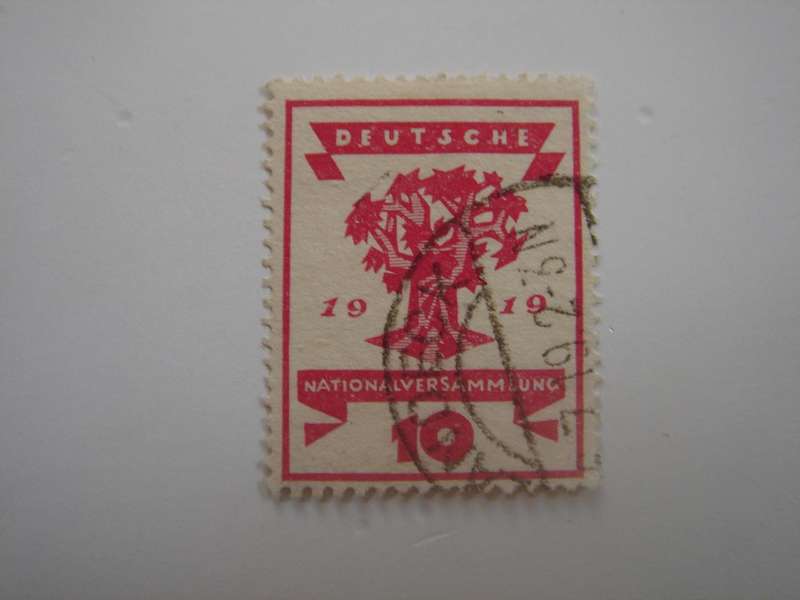 DEUTSCHE
19 19
NATIONALVERSAMMLUNG
10